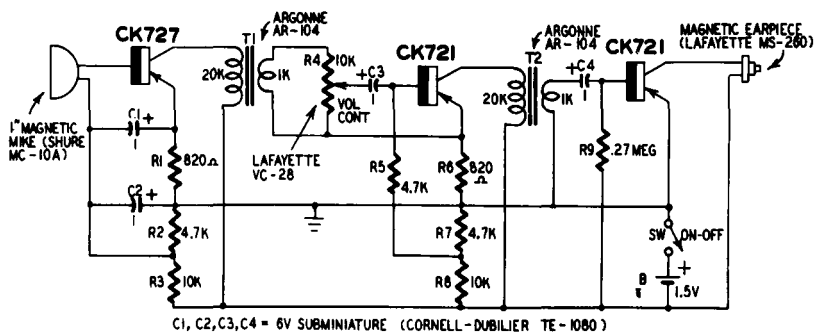 CK727
T1
ARGONNE
AR-104
20K
1K
R4
10K
VOL
CONT
LAFAYETTE
VC-28
+C3
1
CK721
ARGONNE
AR-104
T2
20K
1K
+C4
1
CK721
MAGNETIC EARPIECE
(LAFAYETTE MS-260)
1" MAGNETIC
MIKE (SHURE
MC-10A)
C1 +
1
R1
820Ω
C2 +
1
R2
4.7K
R3
10K
R5
4.7K
R6
820
Ω
R7
4.7K
R8
10K
R9
.27 MEG
SW
ON-OFF
B
+
1.5V
C1, C2, C3, C4 = 6V SUBMINIATURE (CORNELL-DUBILIER TE-1080)